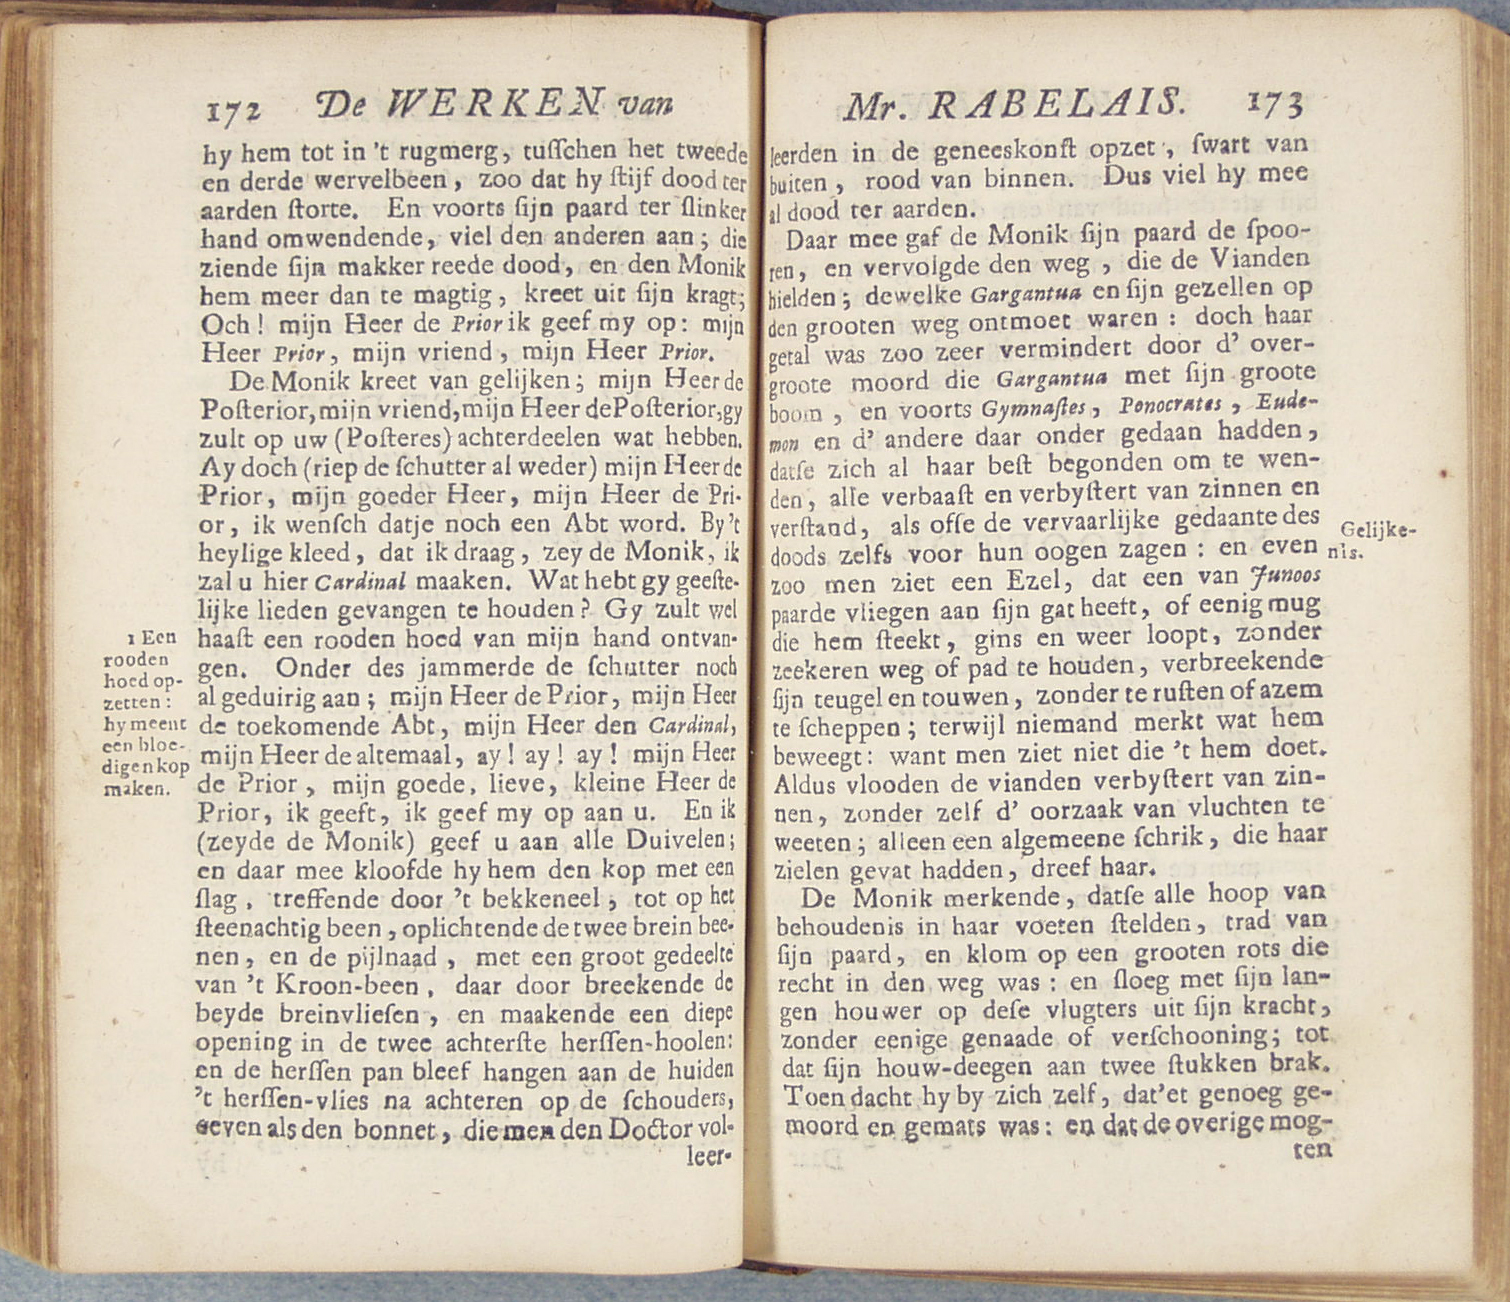 172 De WERKEN van
hy hem tot in 't rugmerg, tuſſchen het tweede
en derde wervelbeen, zoo dat hy ſtijf dood ter
aarden ſtorte. En voorts ſijn paard ter ſlinker
hand omwendende, viel den anderen aan; die
ziende ſijn makker reede dood, en den Monik
hem meer dan te magtig, kreet uit ſijn kragt;
Och! mijn Heer de Prior ik geef my op: mijn
Heer Prior, mijn vriend, mijn Heer Prior.
De Monik kreet van gelijken; mijn Heer de
Poſterior, mijn vriend, mijn Heer de Poſterior, gy
zult op uw (Poſteres) achterdeelen wat hebben.
Ay doch (riep de ſchutter al weder) mijn Heer de
Prior, mijn goeder Heer, mijn Heer de Pri-
or, ik wenſch datje noch een Abt word. By 't
heylige kleed, dat ik draag, zey de Monik, ik
zal u hier Cardinal maaken. Wat hebt gy geeſte-
lijke lieden gevangen te houden? Gy zult wel
haaſt een rooden hoed van mijn hand ontvan-
gen. Onder des jammerde de ſchutter noch
al geduirig aan; mijn Heer de Prior, mijn Heer
de toekomende Abt, mijn Heer den Cardinal,
mijn Heer de altemaal, ay! ay! ay! mijn Heer
de Prior, mijn goede, lieve, kleine Heer de
Prior, ik geeft, ik geef my op aan u. En ik
(zeyde de Monik) geef u aan alle Duivelen;
en daar mee kloofde hy hem den kop met een
ſlag, treffende door 't bekkeneel, tot op het
ſteenachtig been, oplichtende de twee brein bee-
nen, en de pijlnaad, met een groot gedeelte
van 't Kroon-been, daar door breekende de
beyde breinvlieſen, en maakende een diepe
opening in de twee achterſte herſſen-hoolen:
en de herſſen pan bleef hangen aan de huiden
't herſſen-vlies na achteren op de ſchouders,
even als den bonnet, die men den Doctor vol-
leer-
1 Een
rooden
hoed op-
zetten:
hy meent
een bloe-
digen kop
maken.
Mr. RABELAIS. 173
leerden in de geneeskonſt opzet, ſwart van
buiten, rood van binnen. Dus viel hy mee
al dood ter aarden.
Daar mee gaf de Monik ſijn paard de ſpoo-
ren, en vervolgde den weg, die de Vianden
hielden; dewelke Gargantua en ſijn gezellen op
den grooten weg ontmoet waren: doch haar
getal was zoo zeer vermindert door d' over-
groote moord die Gargantua met ſijn groote
boom, en voorts Gymnaſtes, Ponocrates, Eude-
mon en d' andere daar onder gedaan hadden,
datſe zich al haar beſt begonden om te wen-
den, alle verbaaſt en verbyſtert van zinnen en
verſtand, als offe de vervaarlijke gedaante des
doods zelfs voor hun oogen zagen: en even
zoo men ziet een Ezel, dat een van Junoos
paarde vliegen aan ſijn gat heeft, of eenig mug
die hem ſteekt, gins en weer loopt, zonder
zeekeren weg of pad te houden, verbreekende
ſijn teugel en touwen, zonder te ruſten of azem
te ſcheppen; terwijl niemand merkt wat hem
beweegt: want men ziet niet die 't hem doet.
Aldus vlooden de vianden verbyſtert van zin-
nen, zonder zelf d' oorzaak van vluchten te
weeten; alleen een algemeene ſchrik, die haar
zielen gevat hadden, dreef haar.
De Monik merkende, datſe alle hoop van
behoudenis in haar voeten ſtelden, trad van
ſijn paard, en klom op een grooten rots die
recht in den weg was: en ſloeg met ſijn lan-
gen houwer op deſe vlugters uit ſijn kracht,
zonder eenige genaade of verſchooning; tot
dat ſijn houw-deegen aan twee ſtukken brak.
Toen dacht hy by zich zelf, dat'et genoeg ge-
moord en gemats was: en dat de overige mog-
ten
Gelijke-
nis.